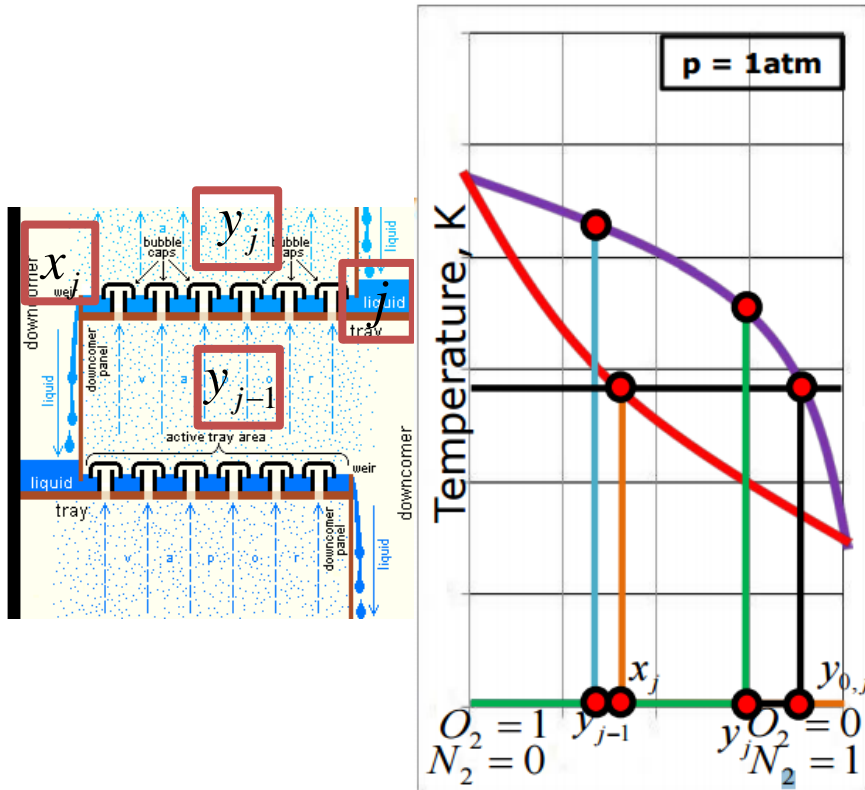 p = 1atm
Temperature, K
x_j
y_{0,j}
O_2 = 1
y_{j-1}
y_j
O_2 = 0
N_2 = 0
N_2 = 1
y_j
v a p o r
liquid
bubble caps
bubble caps
x_j
weir
j
liquid
tray
downcomer
downcomer panel
liquid
y_{j-1}
v a p o r
active tray area
weir
liquid
tray
downcomer
downcomer panel
v a p o r
liquid